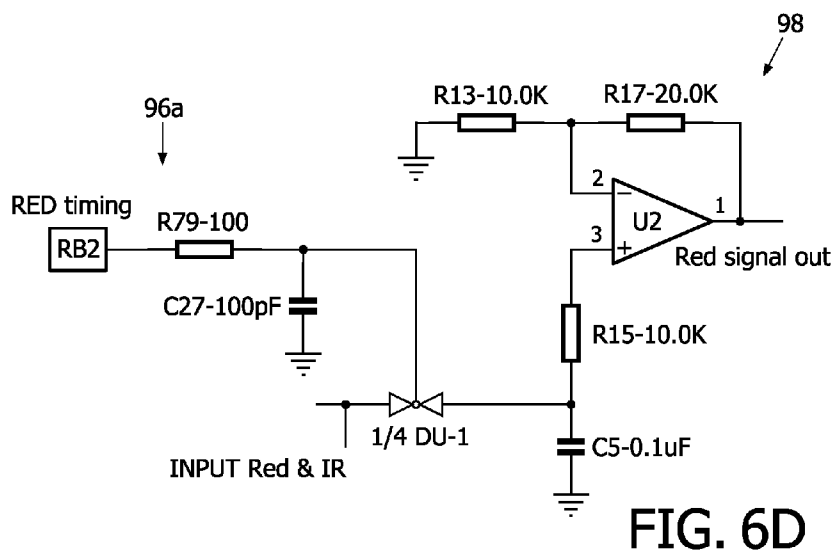 98
R13-10.0K
R17-20.0K
96a
2
−
1
U2
RED timing
R79-100
3
+
RB2
Red signal out
C27-100pF
R15-10.0K
1/4 DU-1
C5-0.1uF
INPUT Red & IR
FIG. 6D